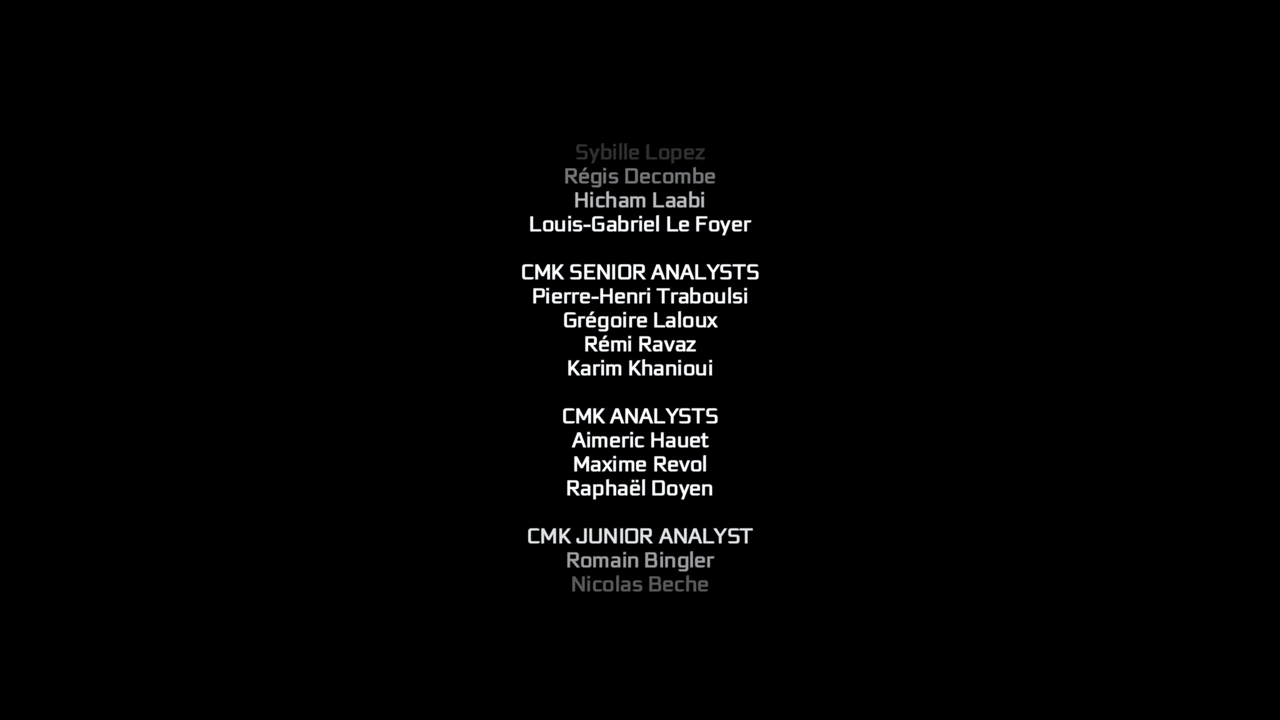 Sybille Lopez
Régis Decombe
Hicham Laabi
Louis-Gabriel Le Foyer
CMK SENIOR ANALYSTS
Pierre-Henri Traboulsi
Grégoire Laloux
Rémi Ravaz
Karim Khanioui
CMK ANALYSTS
Aimeric Hauet
Maxime Revol
Raphaël Doyen
CMK JUNIOR ANALYST
Romain Bingler
Nicolas Beche